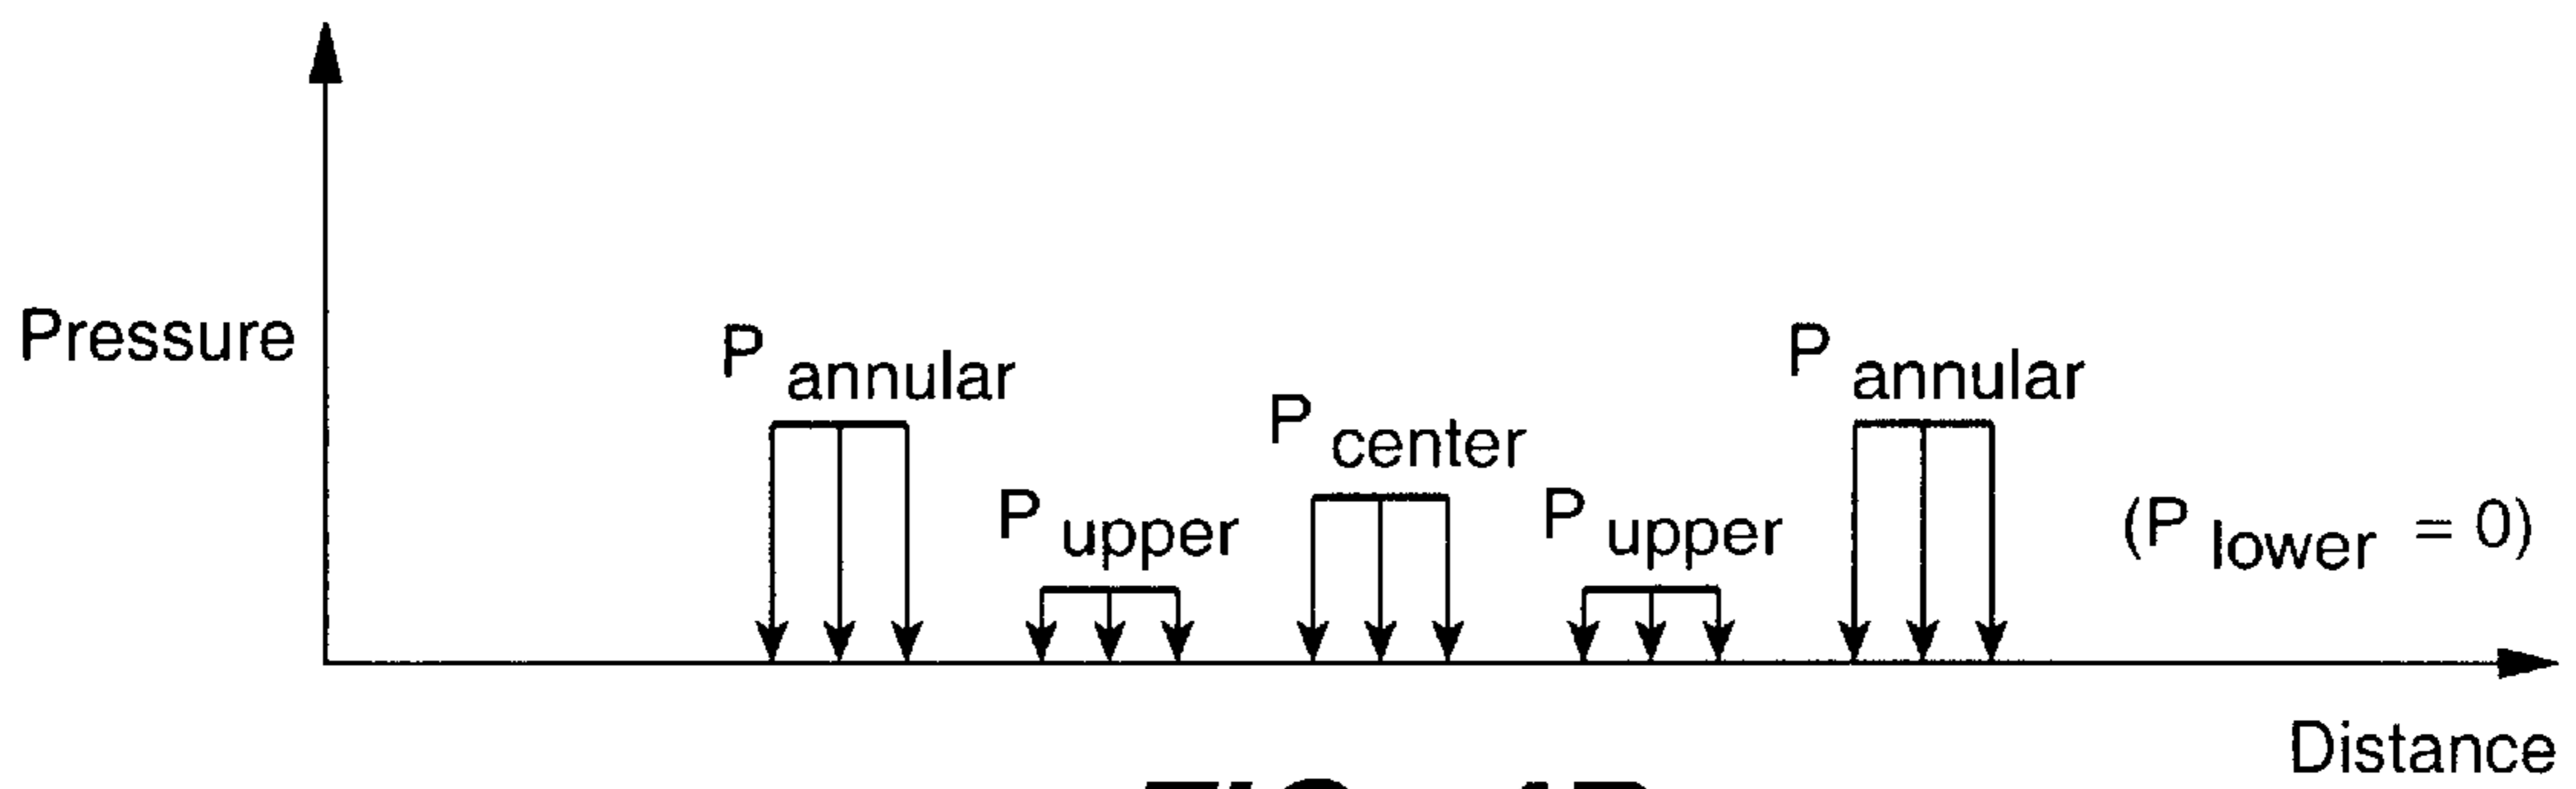 Pressure
P annular
P upper
P center
P upper
P annular
(P lower = 0)
Distance